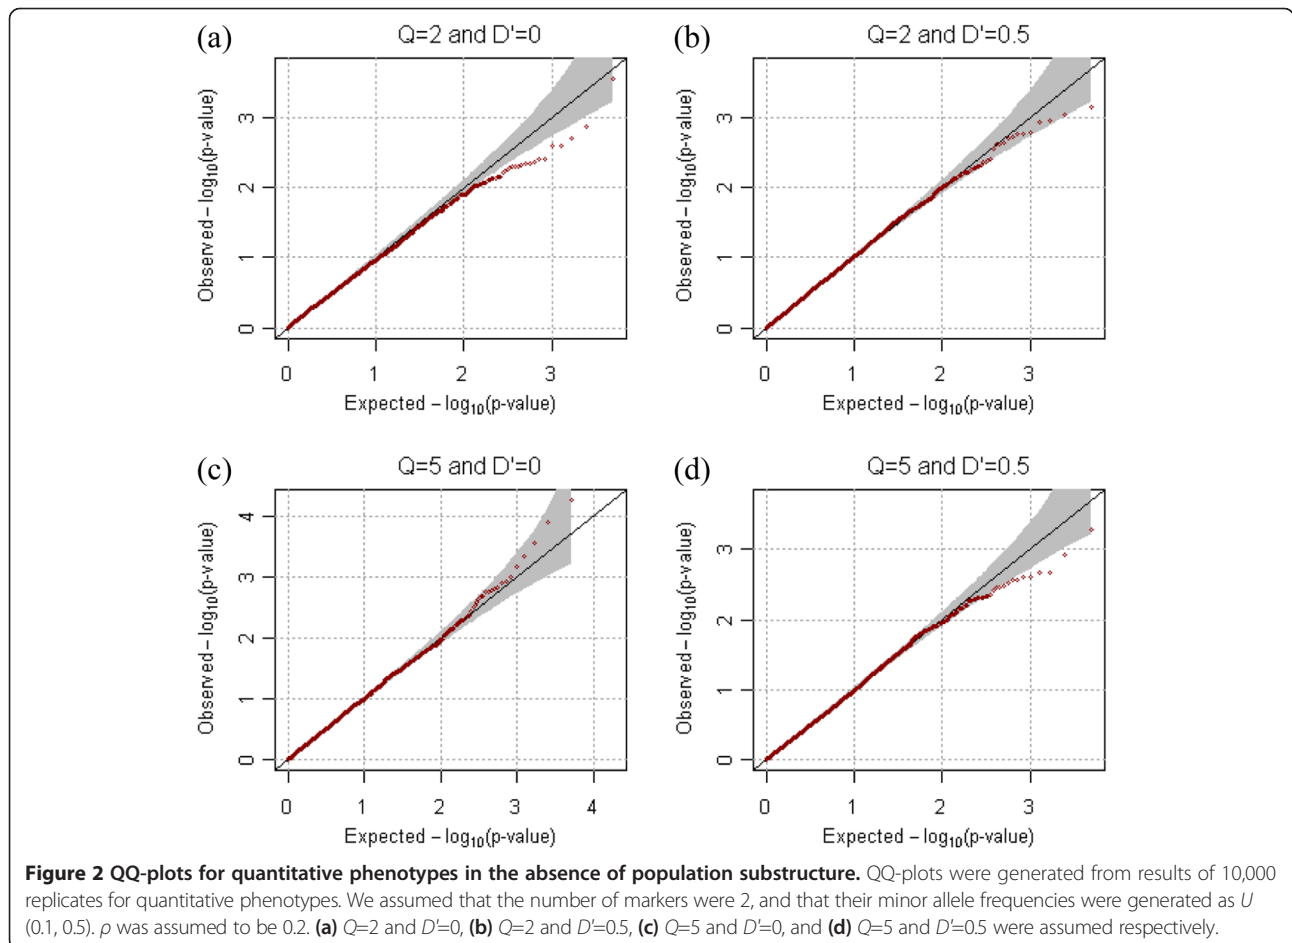 (a) Q=2 and D'=0
Observed – log10(p-value)
3
2
1
0
0 1 2 3
Expected – log10(p-value)
(b) Q=2 and D'=0.5
Observed – log10(p-value)
3
2
1
0
0 1 2 3
Expected – log10(p-value)
(c) Q=5 and D'=0
Observed – log10(p-value)
4
3
2
1
0
0 1 2 3 4
Expected – log10(p-value)
(d) Q=5 and D'=0.5
Observed – log10(p-value)
3
2
1
0
0 1 2 3
Expected – log10(p-value)
Figure 2 QQ-plots for quantitative phenotypes in the absence of population substructure. QQ-plots were generated from results of 10,000
replicates for quantitative phenotypes. We assumed that the number of markers were 2, and that their minor allele frequencies were generated as U
(0.1, 0.5). ρ was assumed to be 0.2. (a) Q=2 and D'=0, (b) Q=2 and D'=0.5, (c) Q=5 and D'=0, and (d) Q=5 and D'=0.5 were assumed respectively.